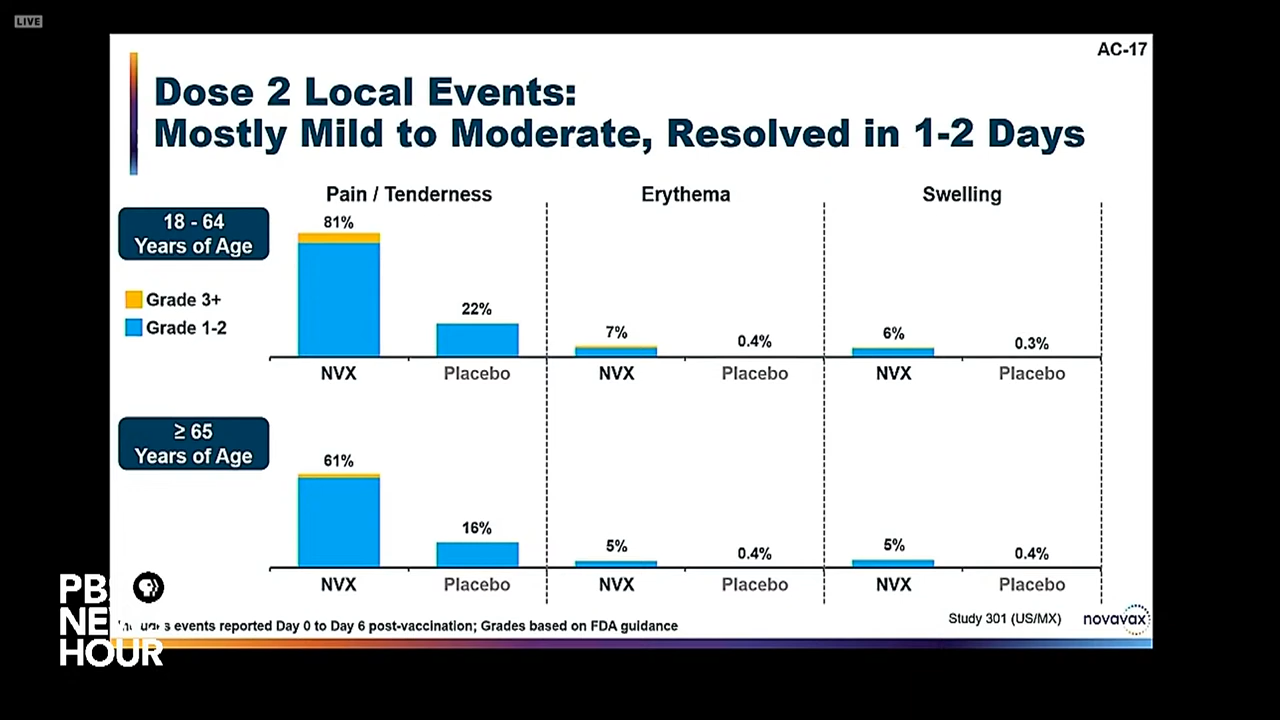 LIVE
AC-17
Dose 2 Local Events:
Mostly Mild to Moderate, Resolved in 1-2 Days
Pain / Tenderness
Erythema
Swelling
18 - 64
Years of Age
Grade 3+
Grade 1-2
81%
22%
7%
0.4%
6%
0.3%
NVX
Placebo
NVX
Placebo
NVX
Placebo
≥ 65
Years of Age
61%
16%
5%
0.4%
5%
0.4%
NVX
Placebo
NVX
Placebo
NVX
Placebo
events reported Day 0 to Day 6 post-vaccination; Grades based on FDA guidance
Study 301 (US/MX)
novavax
PB
NE
HOUR